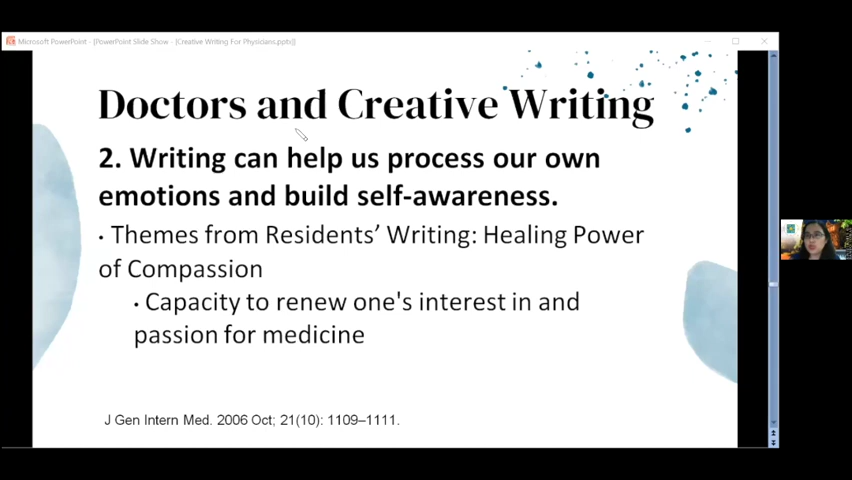 Microsoft PowerPoint - [PowerPoint Slide Show - [Creative Writing For Physicians.pptx]]
Doctors and Creative Writing
2. Writing can help us process our own
emotions and build self-awareness.
• Themes from Residents’ Writing: Healing Power
of Compassion
• Capacity to renew one's interest in and
passion for medicine
J Gen Intern Med. 2006 Oct; 21(10): 1109–1111.